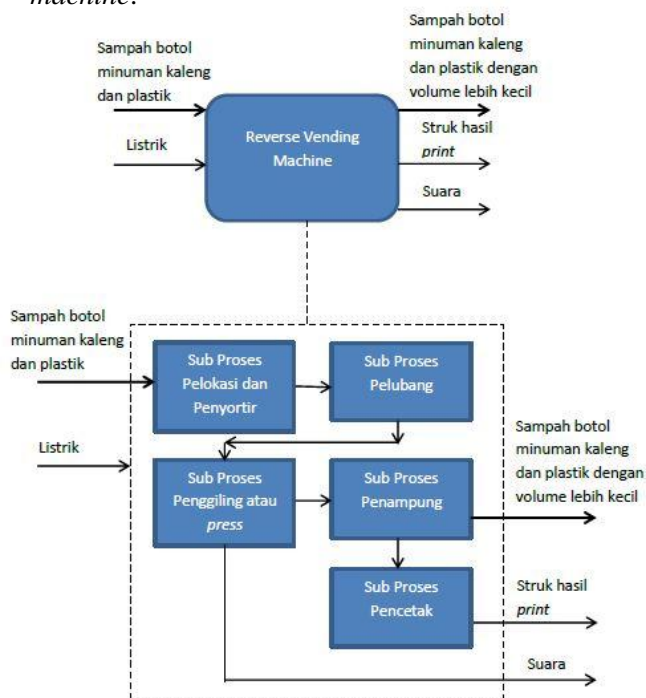 machine.
Sampah botol
minuman kaleng
dan plastik
Listrik
Reverse Vending
Machine
Sampah botol
minuman kaleng
dan plastik dengan
volume lebih kecil
Struk hasil
print
Suara
Sampah botol
minuman kaleng
dan plastik
Listrik
Sub Proses
Pelokasi dan
Penyortir
Sub Proses
Pelubang
Sub Proses
Penggiling atau
press
Sub Proses
Penampung
Sub Proses
Pencetak
Sampah botol
minuman kaleng
dan plastik dengan
volume lebih kecil
Struk hasil
print
Suara